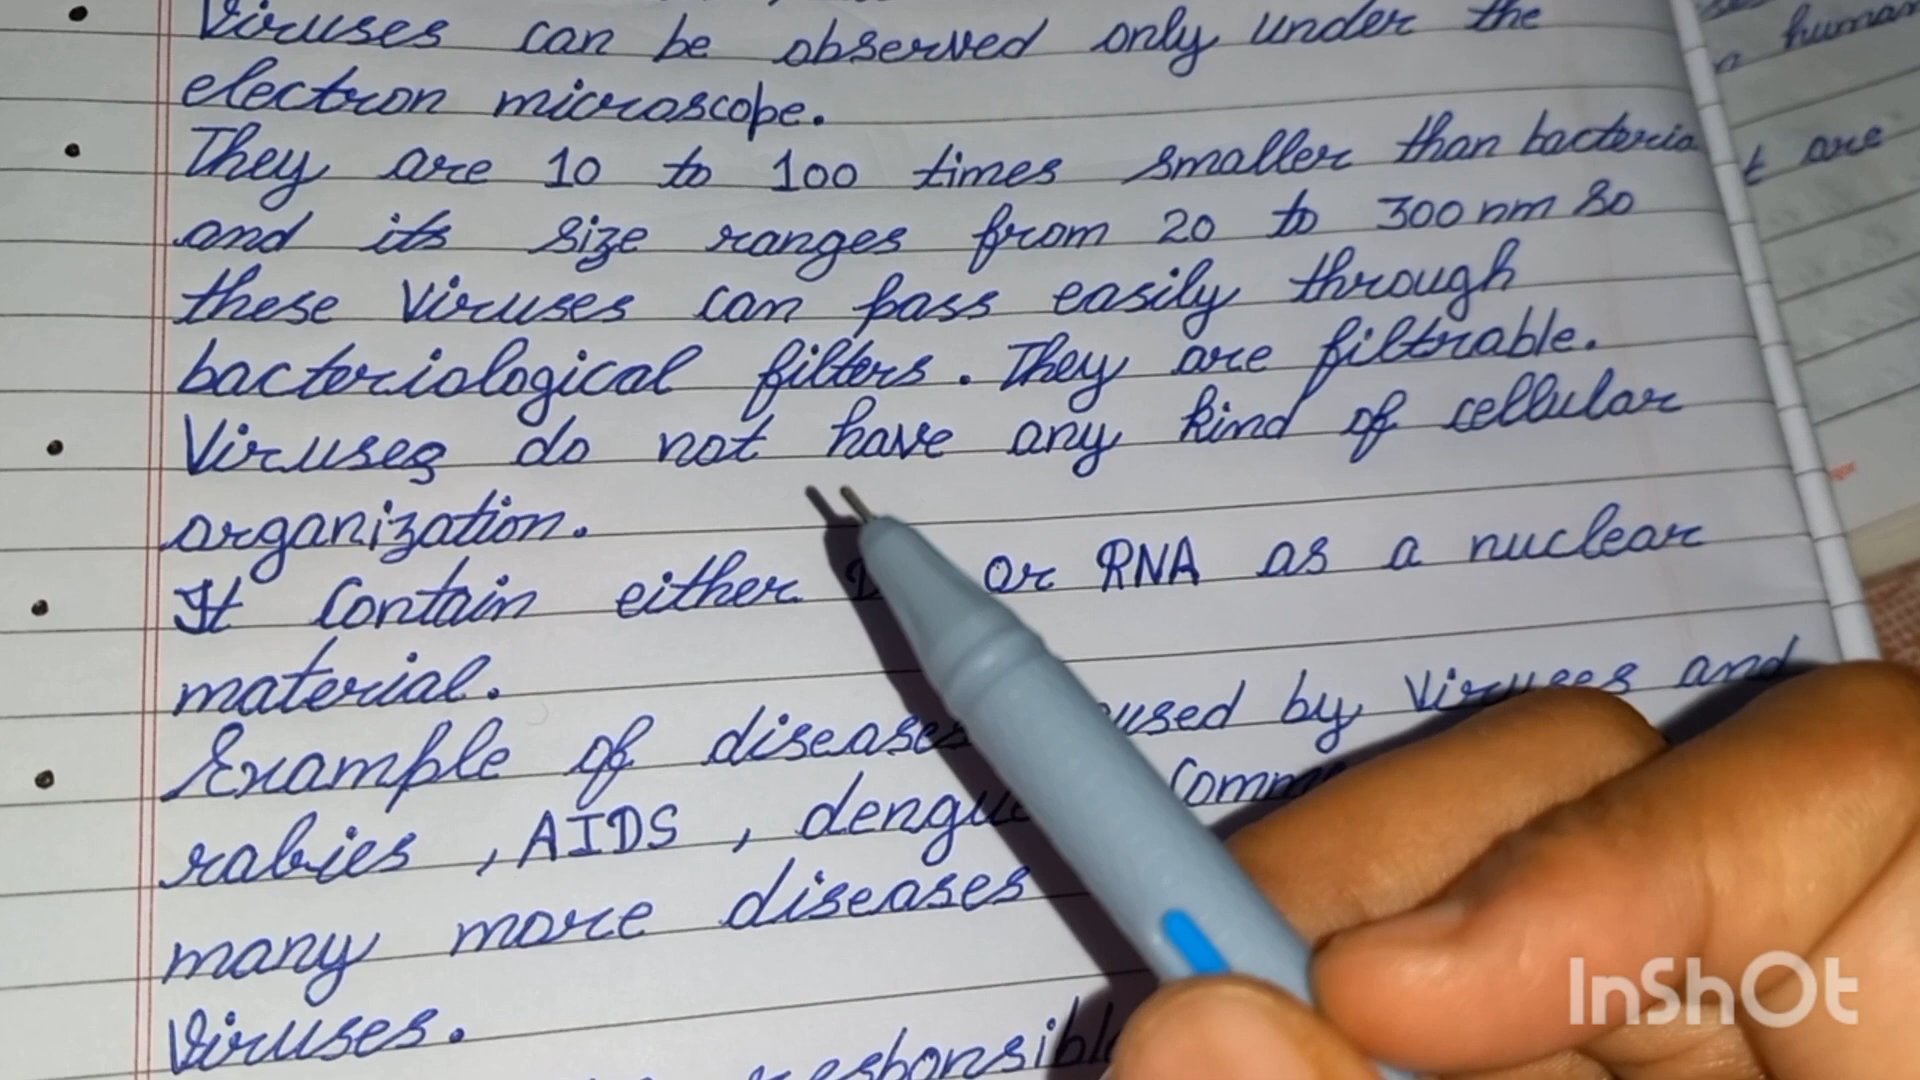 Viruses can be observed only under the
electron microscope.
They are 10 to 100 times smaller than bacteria
and its size ranges from 20 to 300 nm so
these Viruses can pass easily through
bacteriological filters. They are filtrable.
Viruses do not have any kind of cellular
organization.
It Contain either or RNA as a nuclear
material.
Example of diseases by Viruses and
rabies, AIDS, dengue
many more diseases
Viruses.
human
are
InShOt